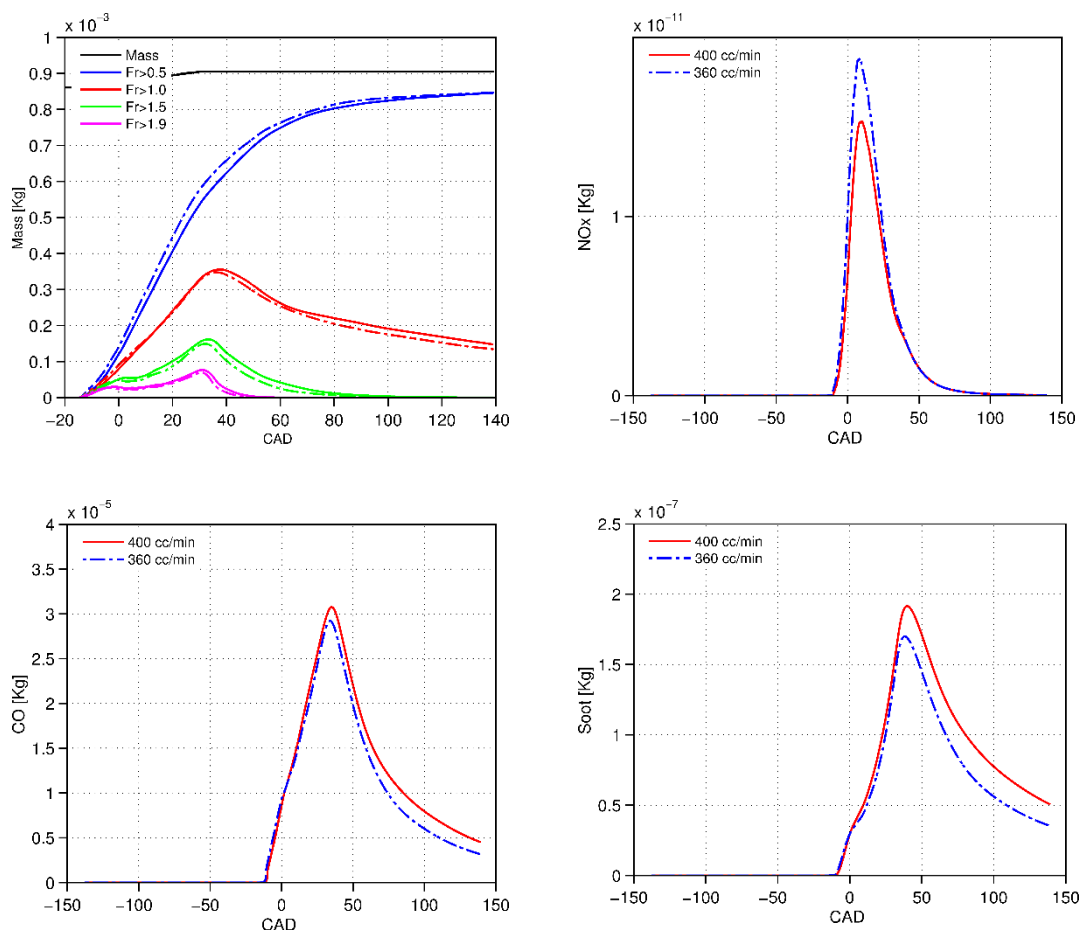 x 10⁻³
1
0.9
0.8
0.7
0.6
0.5
0.4
0.3
0.2
0.1
0
Mass [Kg]
Mass
Fr>0.5
Fr>1.0
Fr>1.5
Fr>1.9
−20 0 20 40 60 80 100 120 140
CAD
x 10⁻¹¹
1
0
NOx [Kg]
400 cc/min
360 cc/min
−150 −100 −50 0 50 100 150
CAD
x 10⁻⁵
4
3.5
3
2.5
2
1.5
1
0.5
0
CO [Kg]
400 cc/min
360 cc/min
−150 −100 −50 0 50 100 150
CAD
x 10⁻⁷
2.5
2
1.5
1
0.5
0
Soot [Kg]
400 cc/min
360 cc/min
−150 −100 −50 0 50 100 150
CAD